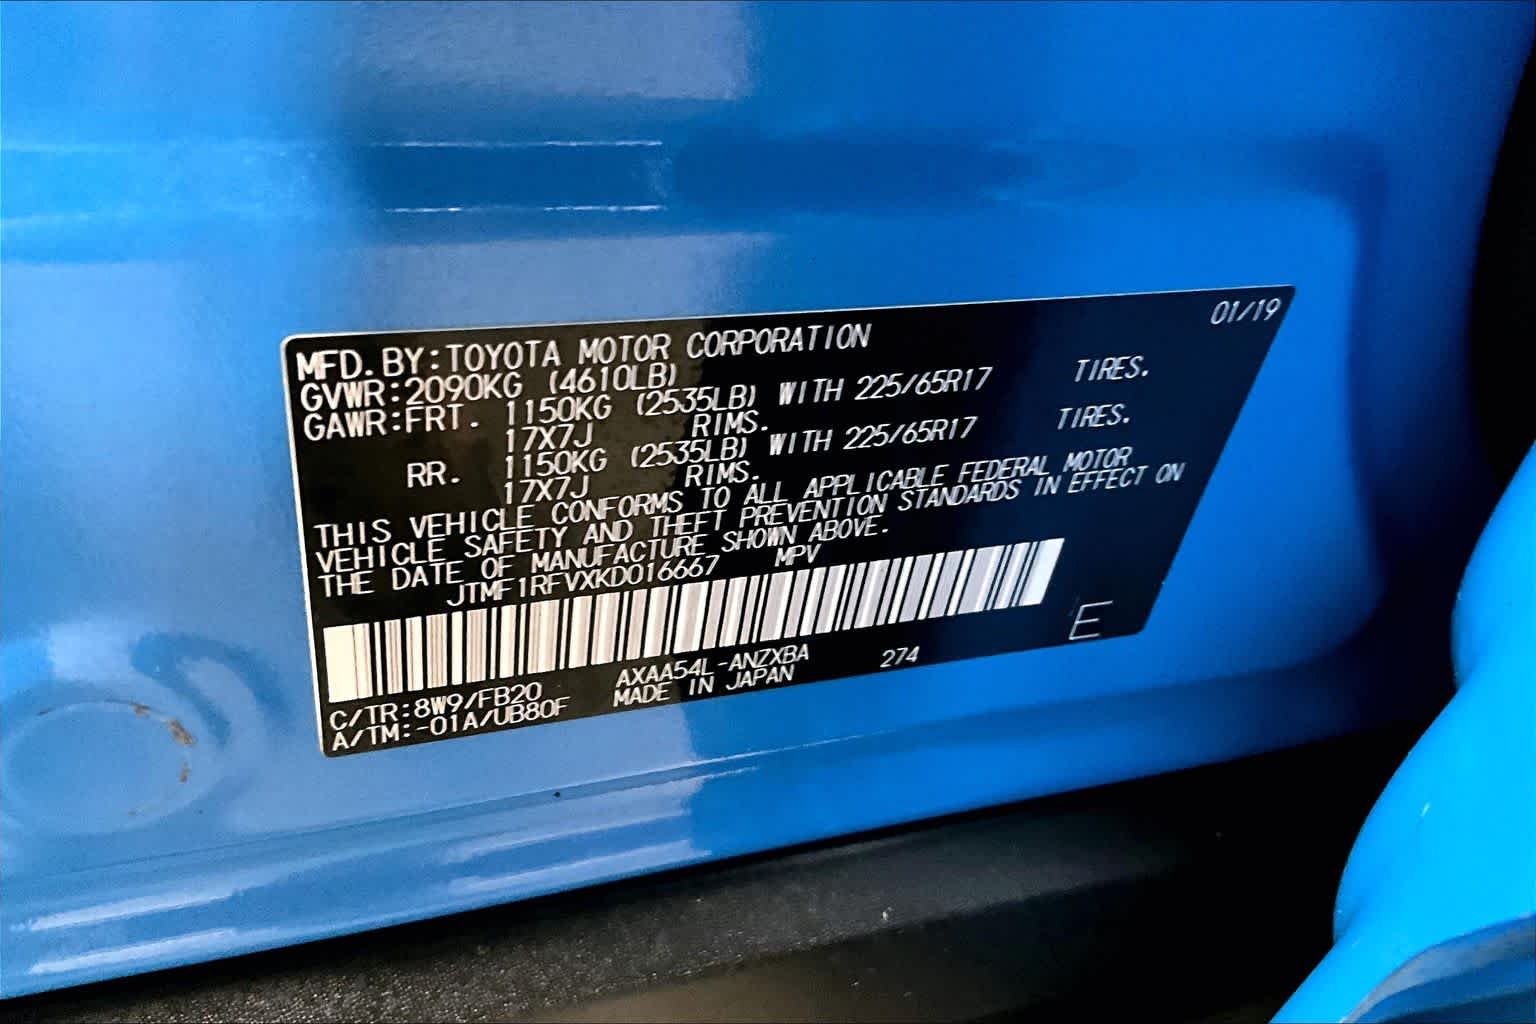 01/19
MFD. BY: TOYOTA MOTOR CORPORATION
GVWR: 2090KG (4610LB)
GAWR: FRT. 1150KG (2535LB) WITH 225/65R17 TIRES.
17X7J RIMS.
RR. 1150KG (2535LB) WITH 225/65R17 TIRES.
17X7J RIMS.
THIS VEHICLE CONFORMS TO ALL APPLICABLE FEDERAL MOTOR
VEHICLE SAFETY AND THEFT PREVENTION STANDARDS IN EFFECT ON
THE DATE OF MANUFACTURE SHOWN ABOVE.
JTMF1RFVXKD016667 MPV
E
C/TR: 8W9/FB20 AXAA54L-ANZXBA 274
A/TM: -01A/UB80F MADE IN JAPAN